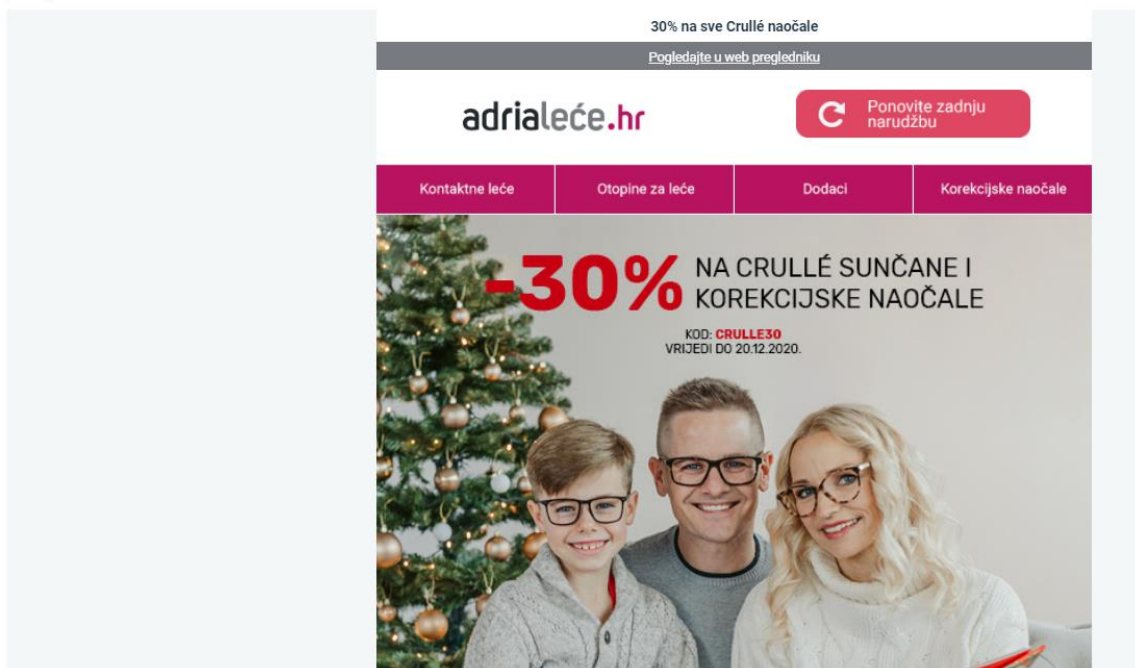 30% na sve Crullé naočale
Pogledajte u web pregledniku
adrialeće.hr
Ponovite zadnju
narudžbu
Kontaktne leće
Otopine za leće
Dodaci
Korekcijske naočale
-30% NA CRULLÉ SUNČANE I
KOREKCIJSKE NAOČALE
KOD: CRULLE30
VRIJEDI DO 20.12.2020.